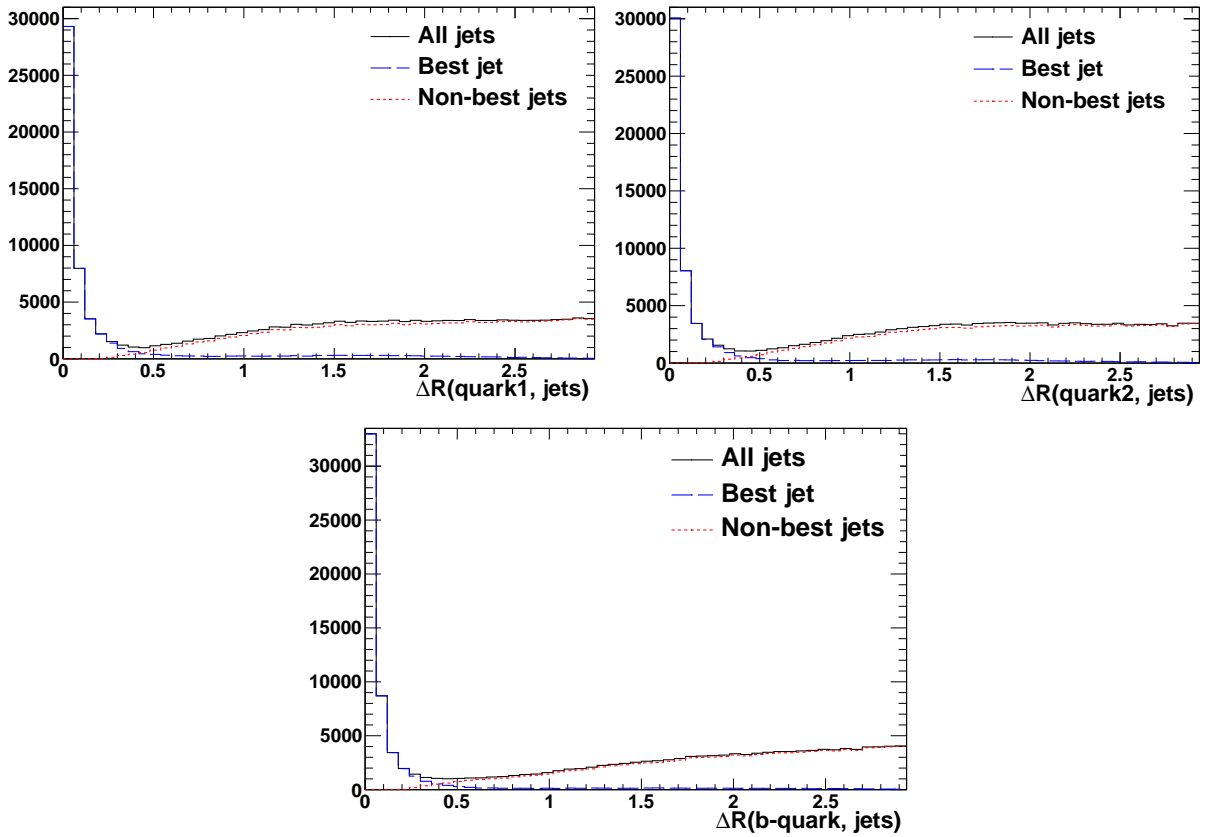 30000
25000
20000
15000
10000
5000
0
All jets
Best jet
Non-best jets
0 0.5 1 1.5 2 2.5
ΔR(quark1, jets)
30000
25000
20000
15000
10000
5000
0
All jets
Best jet
Non-best jets
0 0.5 1 1.5 2 2.5
ΔR(quark2, jets)
30000
25000
20000
15000
10000
5000
0
All jets
Best jet
Non-best jets
0 0.5 1 1.5 2 2.5
ΔR(b-quark, jets)